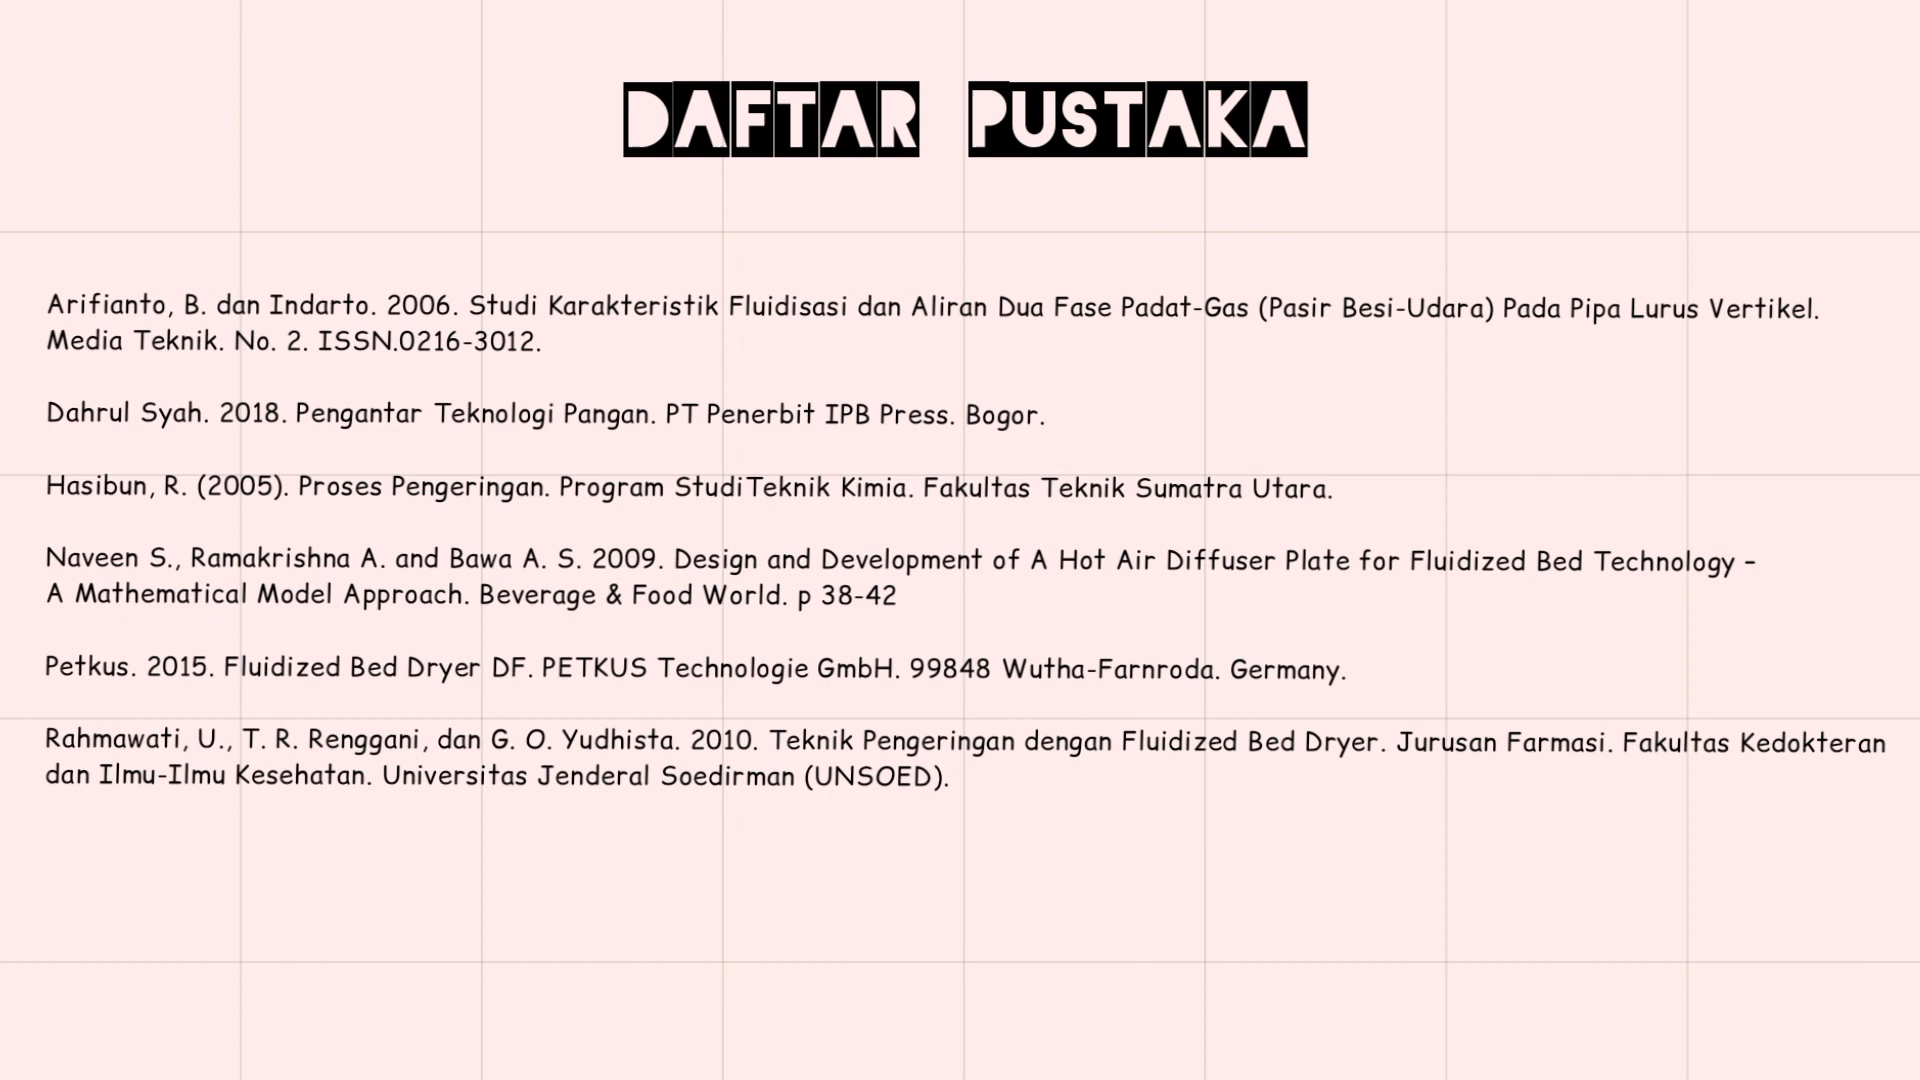 DAFTAR PUSTAKA
Arifianto, B. dan Indarto. 2006. Studi Karakteristik Fluidisasi dan Aliran Dua Fase Padat-Gas (Pasir Besi-Udara) Pada Pipa Lurus Vertikel.
Media Teknik. No. 2. ISSN.0216-3012.
Dahrul Syah. 2018. Pengantar Teknologi Pangan. PT Penerbit IPB Press. Bogor.
Hasibun, R. (2005). Proses Pengeringan. Program StudiTeknik Kimia. Fakultas Teknik Sumatra Utara.
Naveen S., Ramakrishna A. and Bawa A. S. 2009. Design and Development of A Hot Air Diffuser Plate for Fluidized Bed Technology –
A Mathematical Model Approach. Beverage & Food World. p 38-42
Petkus. 2015. Fluidized Bed Dryer DF. PETKUS Technologie GmbH. 99848 Wutha-Farnroda. Germany.
Rahmawati, U., T. R. Renggani, dan G. O. Yudhista. 2010. Teknik Pengeringan dengan Fluidized Bed Dryer. Jurusan Farmasi. Fakultas Kedokteran
dan Ilmu-Ilmu Kesehatan. Universitas Jenderal Soedirman (UNSOED).